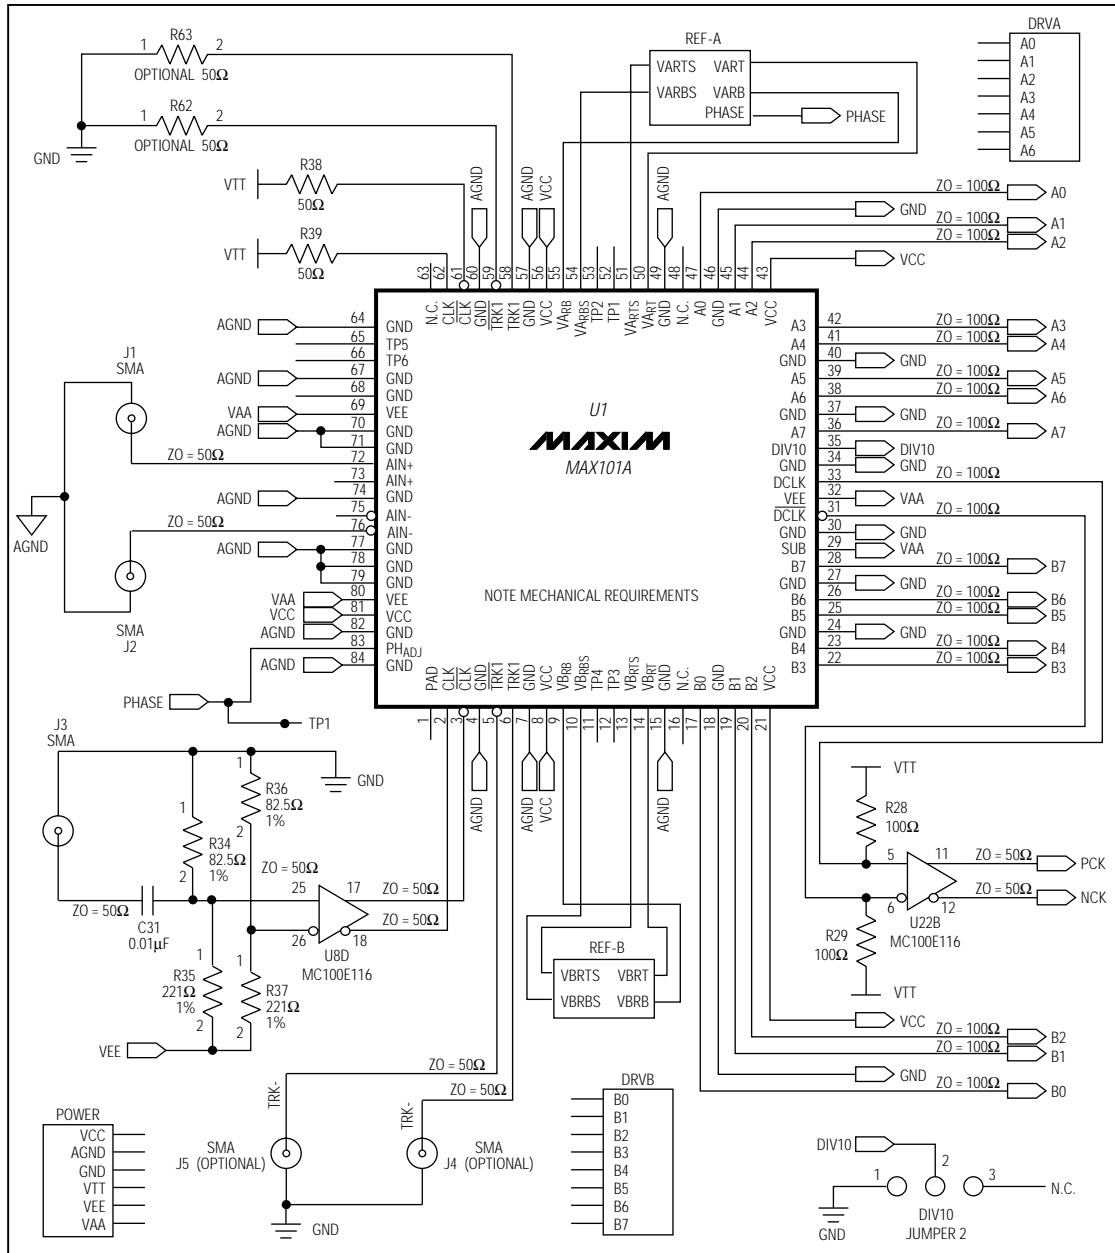 R63
1 2
OPTIONAL 50Ω
R62
1 2
OPTIONAL 50Ω
GND
VTT
R38
50Ω
VTT
R39
50Ω
AGND
AGND
VCC
REF-A
VARTS VART
VARBS VARB
PHASE
PHASE
AGND
DRVA
A0
A1
A2
A3
A4
A5
A6
ZO = 100Ω A0
GND
ZO = 100Ω A1
ZO = 100Ω A2
VCC
63 62 61 60 59 58 57 56 55 54 53 52 51 50 49 48 47 46 45 44 43
N.C. CLK CLK GND TRK1 TRK1 GND VCC VARB VARBS TP2 TP1 VARTS VART GND N.C. A0 GND A1 A2 VCC
AGND 64 GND
65 TP5
66 TP6
AGND 67 GND
68 GND
VAA 69 VEE
AGND 70 GND
71 GND
ZO = 50Ω 72 AIN+
73 AIN+
AGND 74 GND
75 AIN-
ZO = 50Ω 76 AIN-
AGND 77 GND
78 GND
79 GND
VAA 80 VEE
VCC 81 VCC
AGND 82 GND
83 PHADJ
AGND 84 GND
J1
SMA
AGND
SMA
J2
U1
MAXIM
MAX101A
NOTE MECHANICAL REQUIREMENTS
A3 42 ZO = 100Ω A3
A4 41 ZO = 100Ω A4
GND 40 GND
A5 39 ZO = 100Ω A5
A6 38 ZO = 100Ω A6
GND 37 GND
A7 36 ZO = 100Ω A7
DIV10 35 DIV10
GND 34 GND
DCLK 33 ZO = 100Ω
VEE 32 VAA
DCLK 31 ZO = 100Ω
GND 30 GND
SUB 29 VAA
B7 28 ZO = 100Ω B7
GND 27 GND
B6 26 ZO = 100Ω B6
B5 25 ZO = 100Ω B5
GND 24 GND
B4 23 ZO = 100Ω B4
B3 22 ZO = 100Ω B3
PAD CLK CLK GND TRK1 TRK1 GND VCC VBRB VBRBS TP4 TP3 VBRTS VBRT GND N.C. B0 GND B1 B2 VCC
1 2 3 4 5 6 7 8 9 10 11 12 13 14 15 16 17 18 19 20 21
PHASE
TP1
AGND
AGND
VCC
AGND
J3
SMA
GND
1
R36
82.5Ω
1%
2
1
R34
82.5Ω
1%
2
ZO = 50Ω
C31
0.01µF
ZO = 50Ω
25 17 ZO = 50Ω
26 18 ZO = 50Ω
U8D
MC100E116
1
R35
221Ω
1%
2
1
R37
221Ω
1%
2
VEE
REF-B
VBRTS VBRT
VBRBS VBRB
VTT
R28
100Ω
5 11 ZO = 50Ω PCK
6 12 ZO = 50Ω NCK
U22B
MC100E116
R29
100Ω
VTT
VCC
ZO = 100Ω B2
ZO = 100Ω B1
GND
ZO = 100Ω B0
ZO = 50Ω
ZO = 50Ω
TRK-
TRK-
SMA
J5 (OPTIONAL)
SMA
J4 (OPTIONAL)
GND
POWER
VCC
AGND
GND
VTT
VEE
VAA
DRVB
B0
B1
B2
B3
B4
B5
B6
B7
DIV10
1 2 3
N.C.
GND
DIV10
JUMPER 2